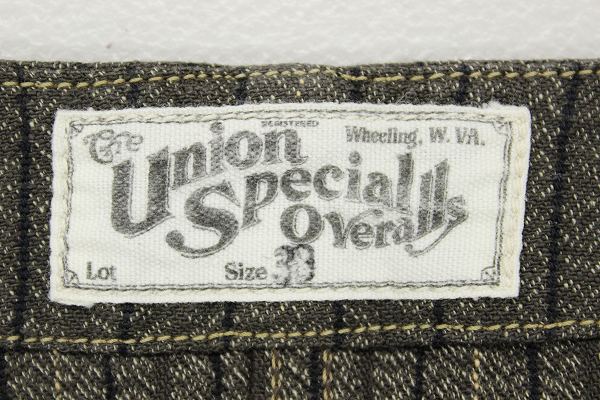 REGISTERED
The Union Wheeling, W. VA.
Special
Overalls
Lot Size 38